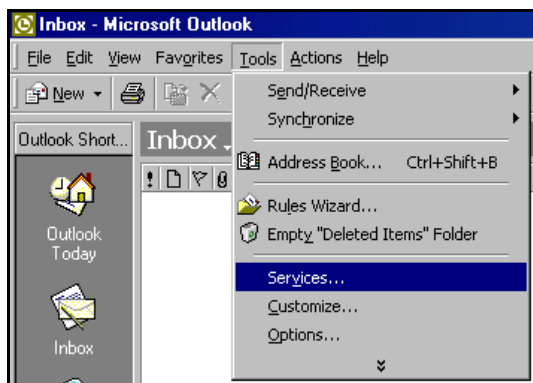 Inbox - Microsoft Outlook
File Edit View Favorites Tools Actions Help
New
Send/Receive
Synchronize
Outlook Short...
Inbox
Address Book... Ctrl+Shift+B
Rules Wizard...
Outlook
Today
Empty "Deleted Items" Folder
Services...
Customize...
Inbox
Options...